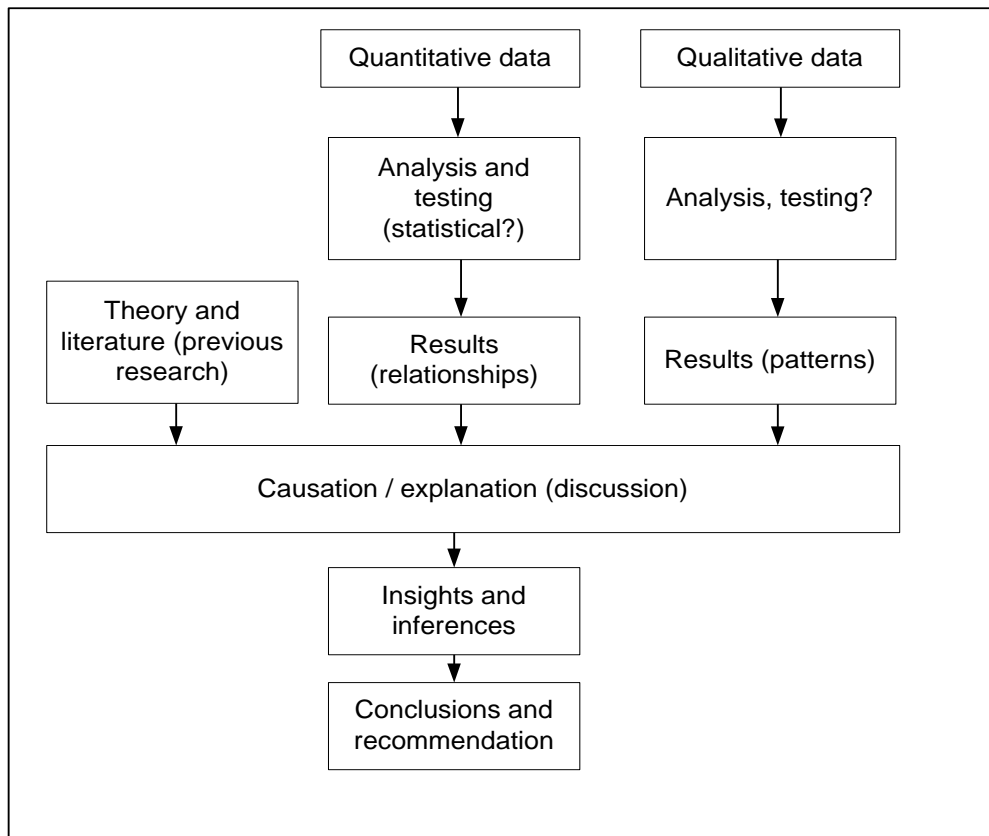 Quantitative data
Qualitative data
Analysis and
testing
(statistical?)
Analysis, testing?
Theory and
literature (previous
research)
Results
(relationships)
Results (patterns)
Causation / explanation (discussion)
Insights and
inferences
Conclusions and
recommendation